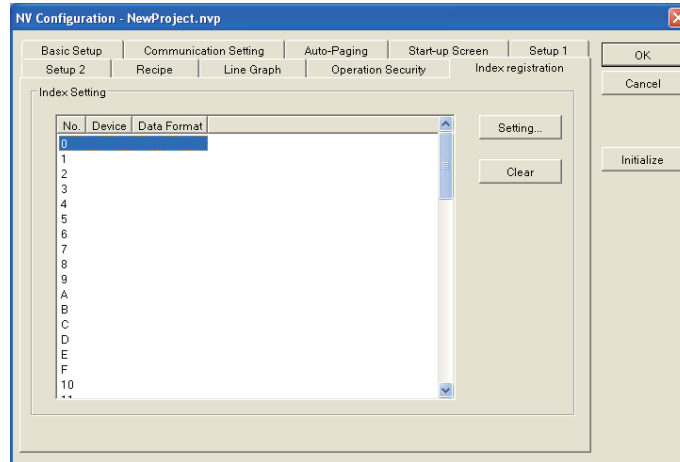 NV Configuration - NewProject.nvp
Basic Setup Communication Setting Auto-Paging Start-up Screen Setup 1
Setup 2 Recipe Line Graph Operation Security Index registration
OK
Cancel
Initialize
Index Setting
No. Device Data Format
0
1
2
3
4
5
6
7
8
9
A
B
C
D
E
F
10
11
Setting...
Clear